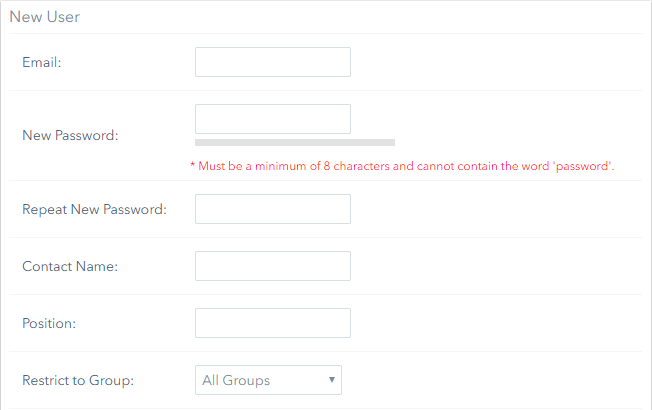 New User
Email:
New Password:
* Must be a minimum of 8 characters and cannot contain the word 'password'.
Repeat New Password:
Contact Name:
Position:
Restrict to Group: All Groups